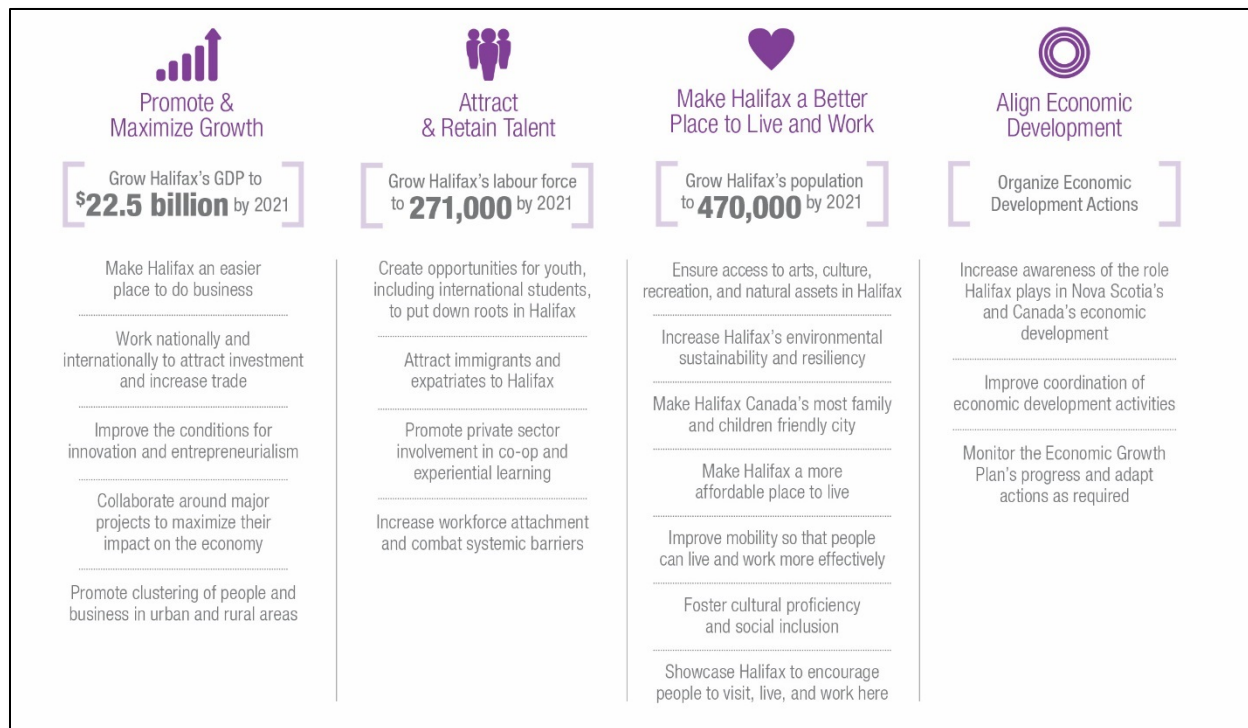 Promote &
Maximize Growth
Grow Halifax's GDP to
$22.5 billion by 2021
Make Halifax an easier
place to do business
Work nationally and
internationally to attract investment
and increase trade
Improve the conditions for
innovation and entrepreneurialism
Collaborate around major
projects to maximize their
impact on the economy
Promote clustering of people and
business in urban and rural areas
Attract
& Retain Talent
Grow Halifax's labour force
to 271,000 by 2021
Create opportunities for youth,
including international students,
to put down roots in Halifax
Attract immigrants and
expatriates to Halifax
Promote private sector
involvement in co-op and
experiential learning
Increase workforce attachment
and combat systemic barriers
Make Halifax a Better
Place to Live and Work
Grow Halifax's population
to 470,000 by 2021
Ensure access to arts, culture,
recreation, and natural assets in Halifax
Increase Halifax's environmental
sustainability and resiliency
Make Halifax Canada's most family
and children friendly city
Make Halifax a more
affordable place to live
Improve mobility so that people
can live and work more effectively
Foster cultural proficiency
and social inclusion
Showcase Halifax to encourage
people to visit, live, and work here
Align Economic
Development
Organize Economic
Development Actions
Increase awareness of the role
Halifax plays in Nova Scotia's
and Canada's economic
development
Improve coordination of
economic development activities
Monitor the Economic Growth
Plan's progress and adapt
actions as required